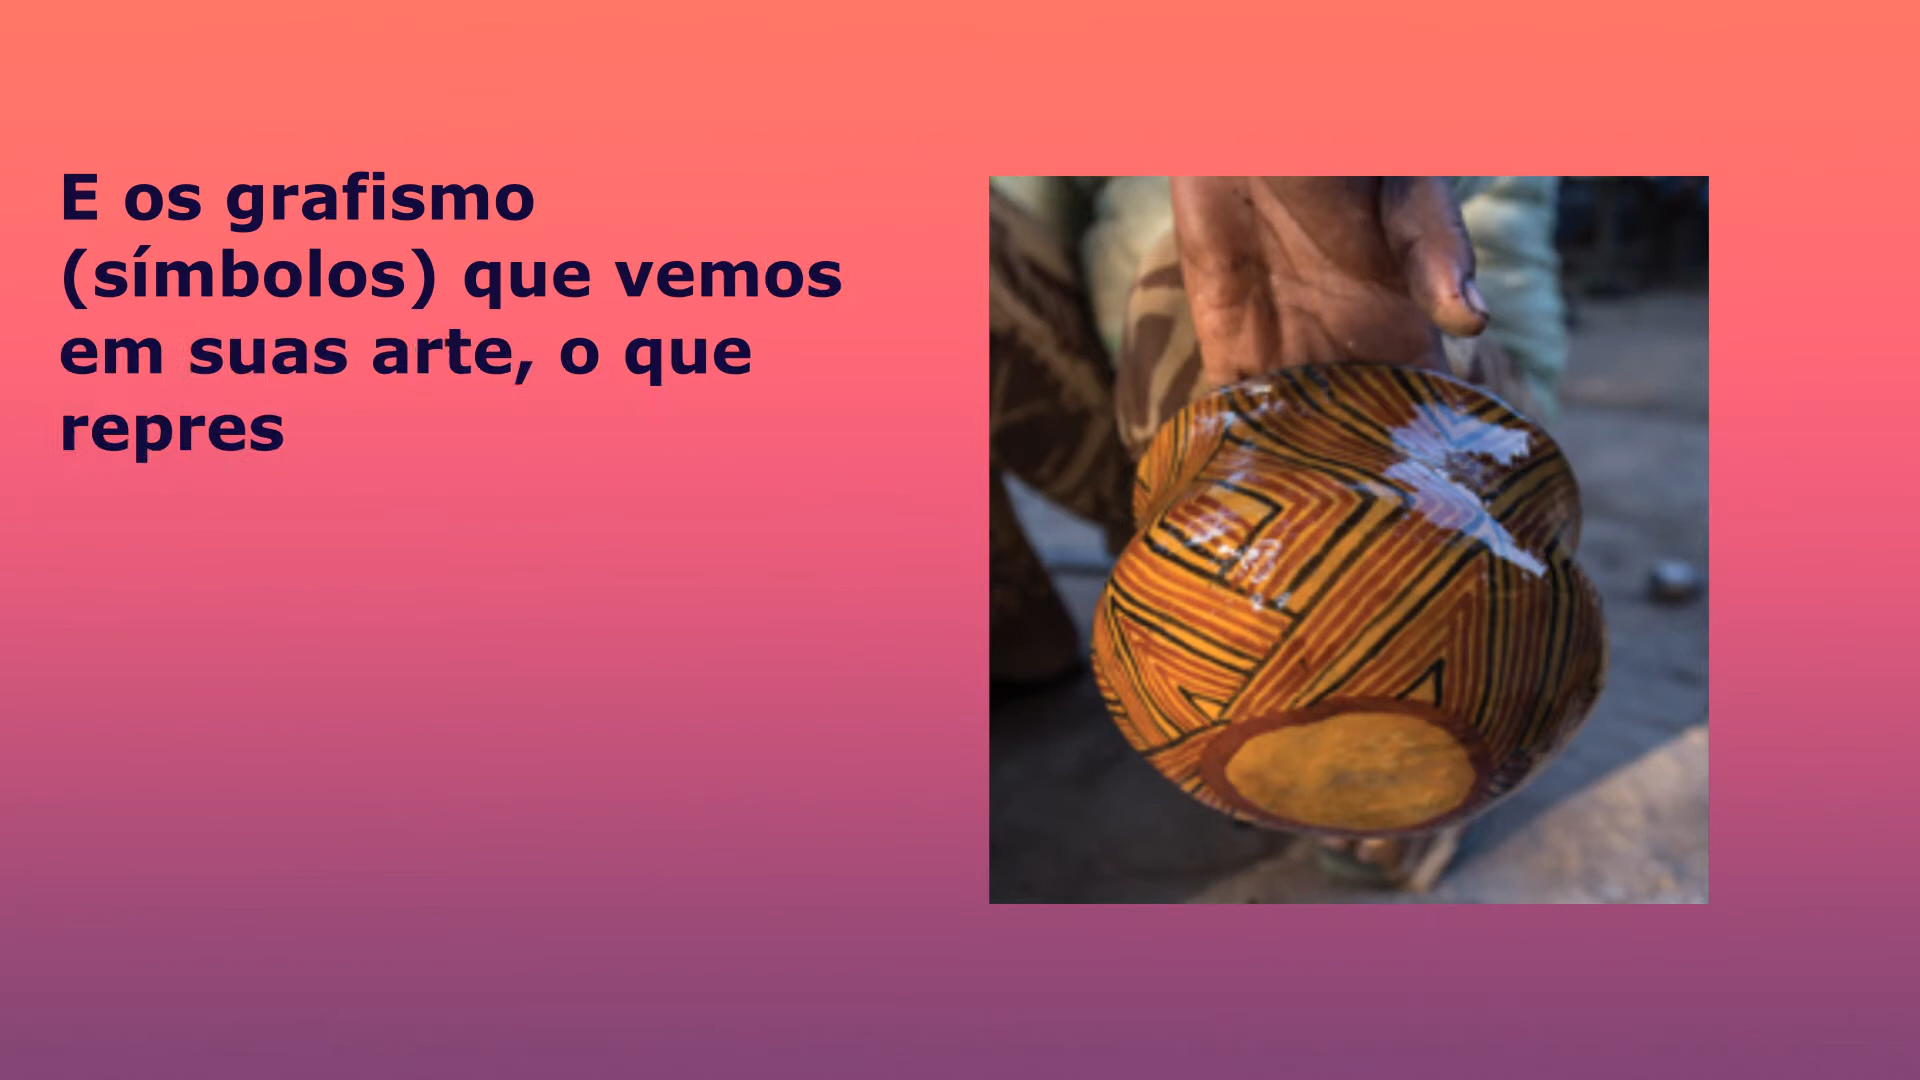 E os grafismo
(símbolos) que vemos
em suas arte, o que
repres